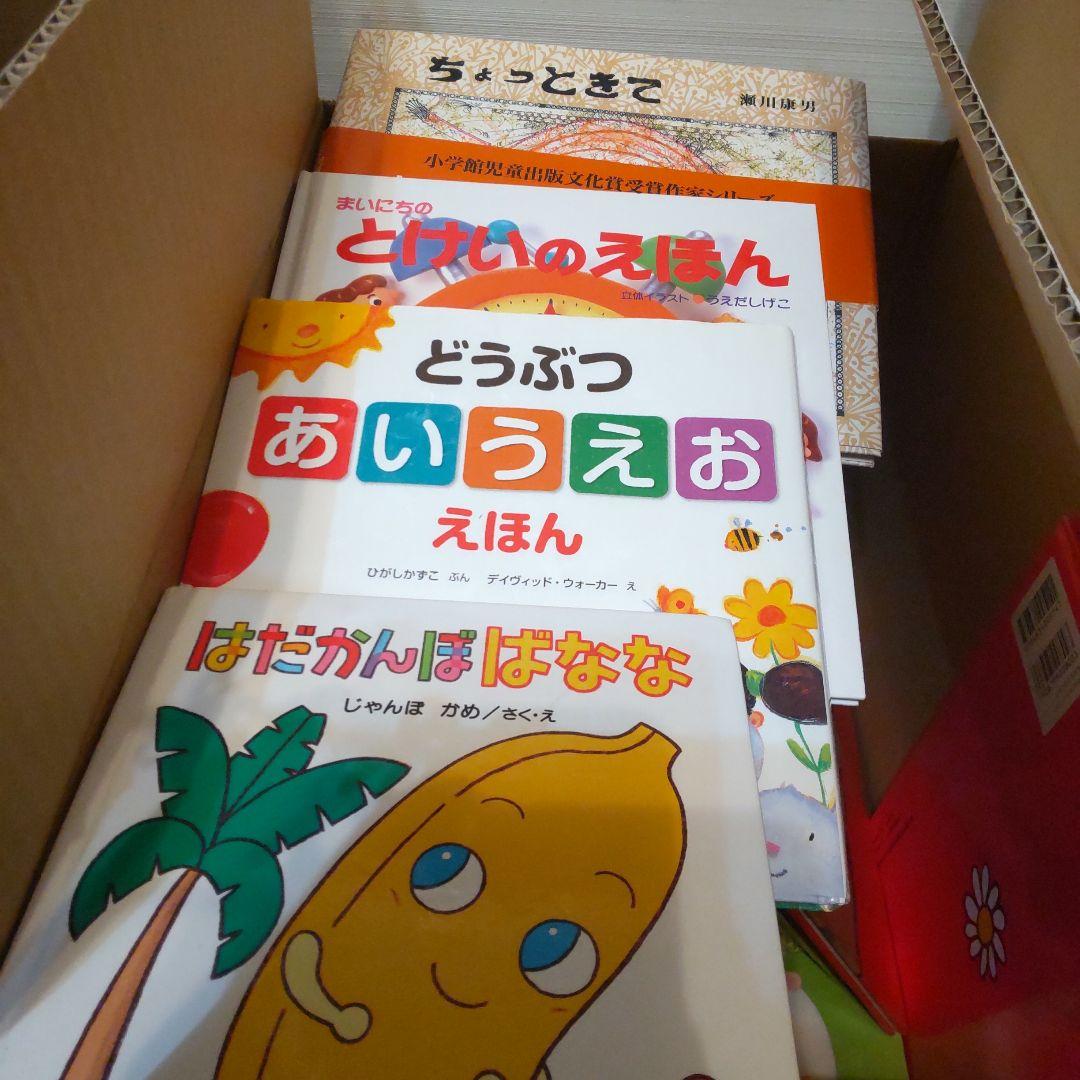 ちょっときて
瀬川康男
小学館児童出版文化賞受賞作家シリーズ
まいにちの
とけいのえほん
立体イラスト●うえだしげこ
どうぶつ
あいうえお
えほん
ひがしかずこ ぶん デイヴィッド・ウォーカー え
はだかんぼばなな
じゃんぼ かめ/さく・え